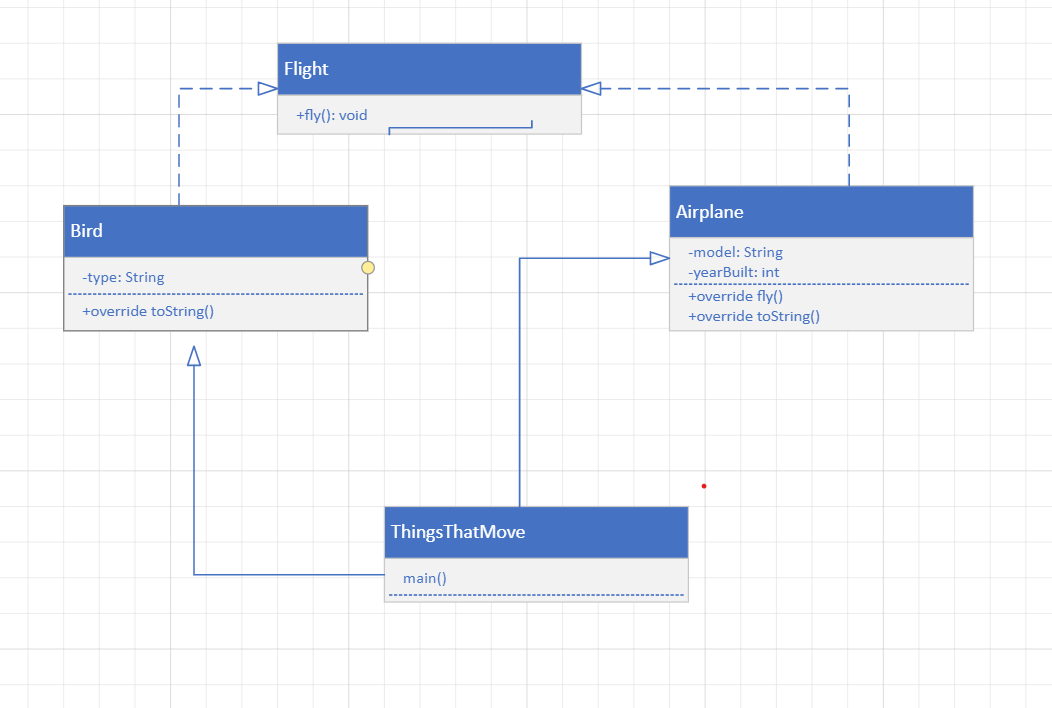 Flight
+fly(): void
Bird
-type: String
+override toString()
Airplane
-model: String
-yearBuilt: int
+override fly()
+override toString()
ThingsThatMove
main()